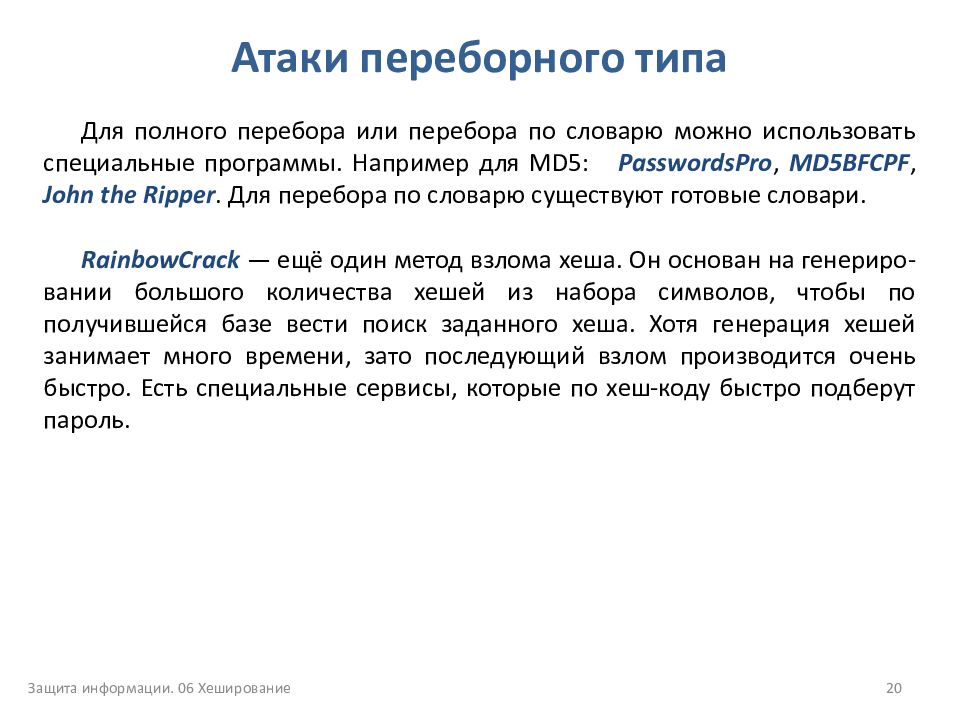 Атаки переборного типа
Для полного перебора или перебора по словарю можно использовать
специальные программы. Например для MD5: PasswordsPro, MD5BFCPF,
John the Ripper. Для перебора по словарю существуют готовые словари.
RainbowCrack — ещё один метод взлома хеша. Он основан на генериро-
вании большого количества хешей из набора символов, чтобы по
получившейся базе вести поиск заданного хеша. Хотя генерация хешей
занимает много времени, зато последующий взлом производится очень
быстро. Есть специальные сервисы, которые по хеш-коду быстро подберут
пароль.
Защита информации. 06 Хеширование
20